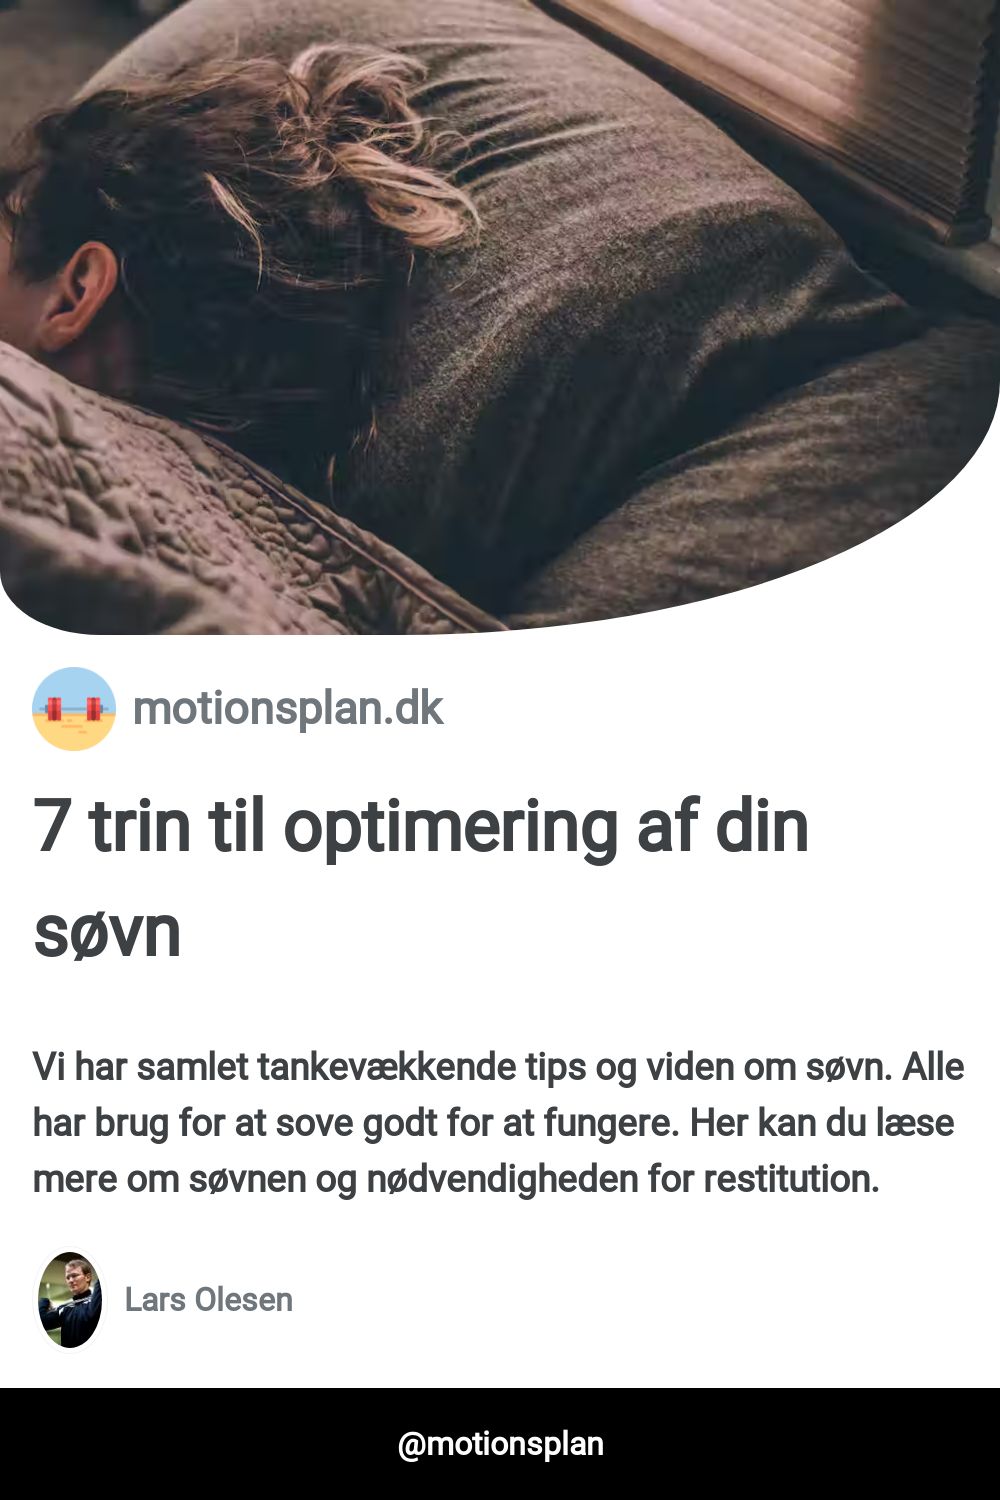 motionsplan.dk
7 trin til optimering af din
søvn
Vi har samlet tankevækkende tips og viden om søvn. Alle
har brug for at sove godt for at fungere. Her kan du læse
mere om søvnen og nødvendigheden for restitution.
Lars Olesen
@motionsplan